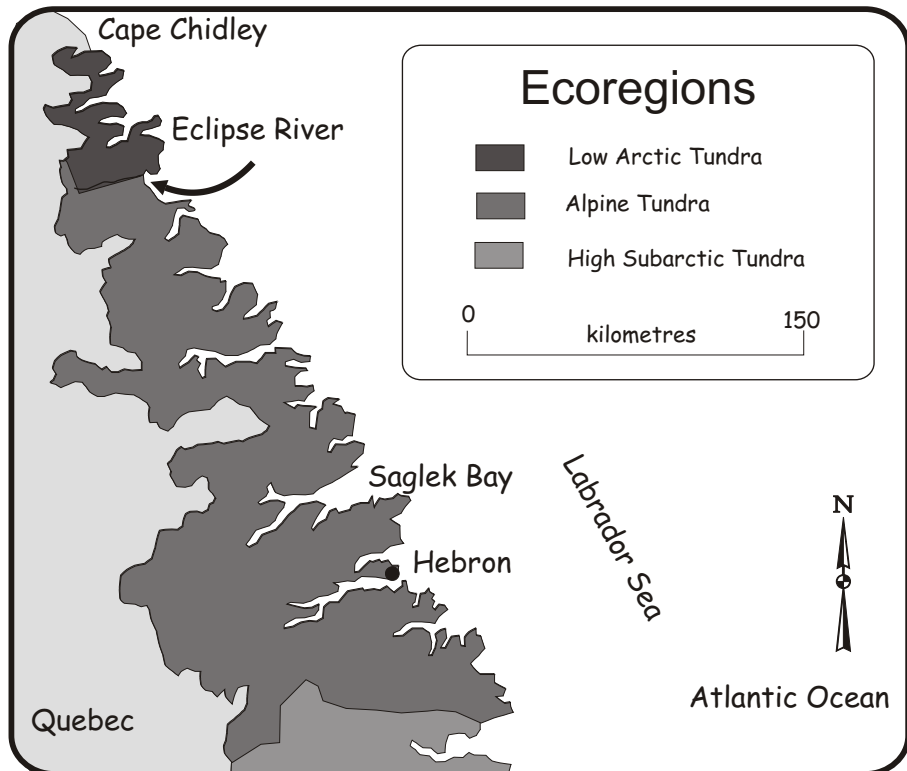 Cape Chidley
Ecoregions
Eclipse River
Low Arctic Tundra
Alpine Tundra
High Subarctic Tundra
0
150
kilometres
Saglek Bay
Labrador Sea
N
Hebron
Atlantic Ocean
Quebec